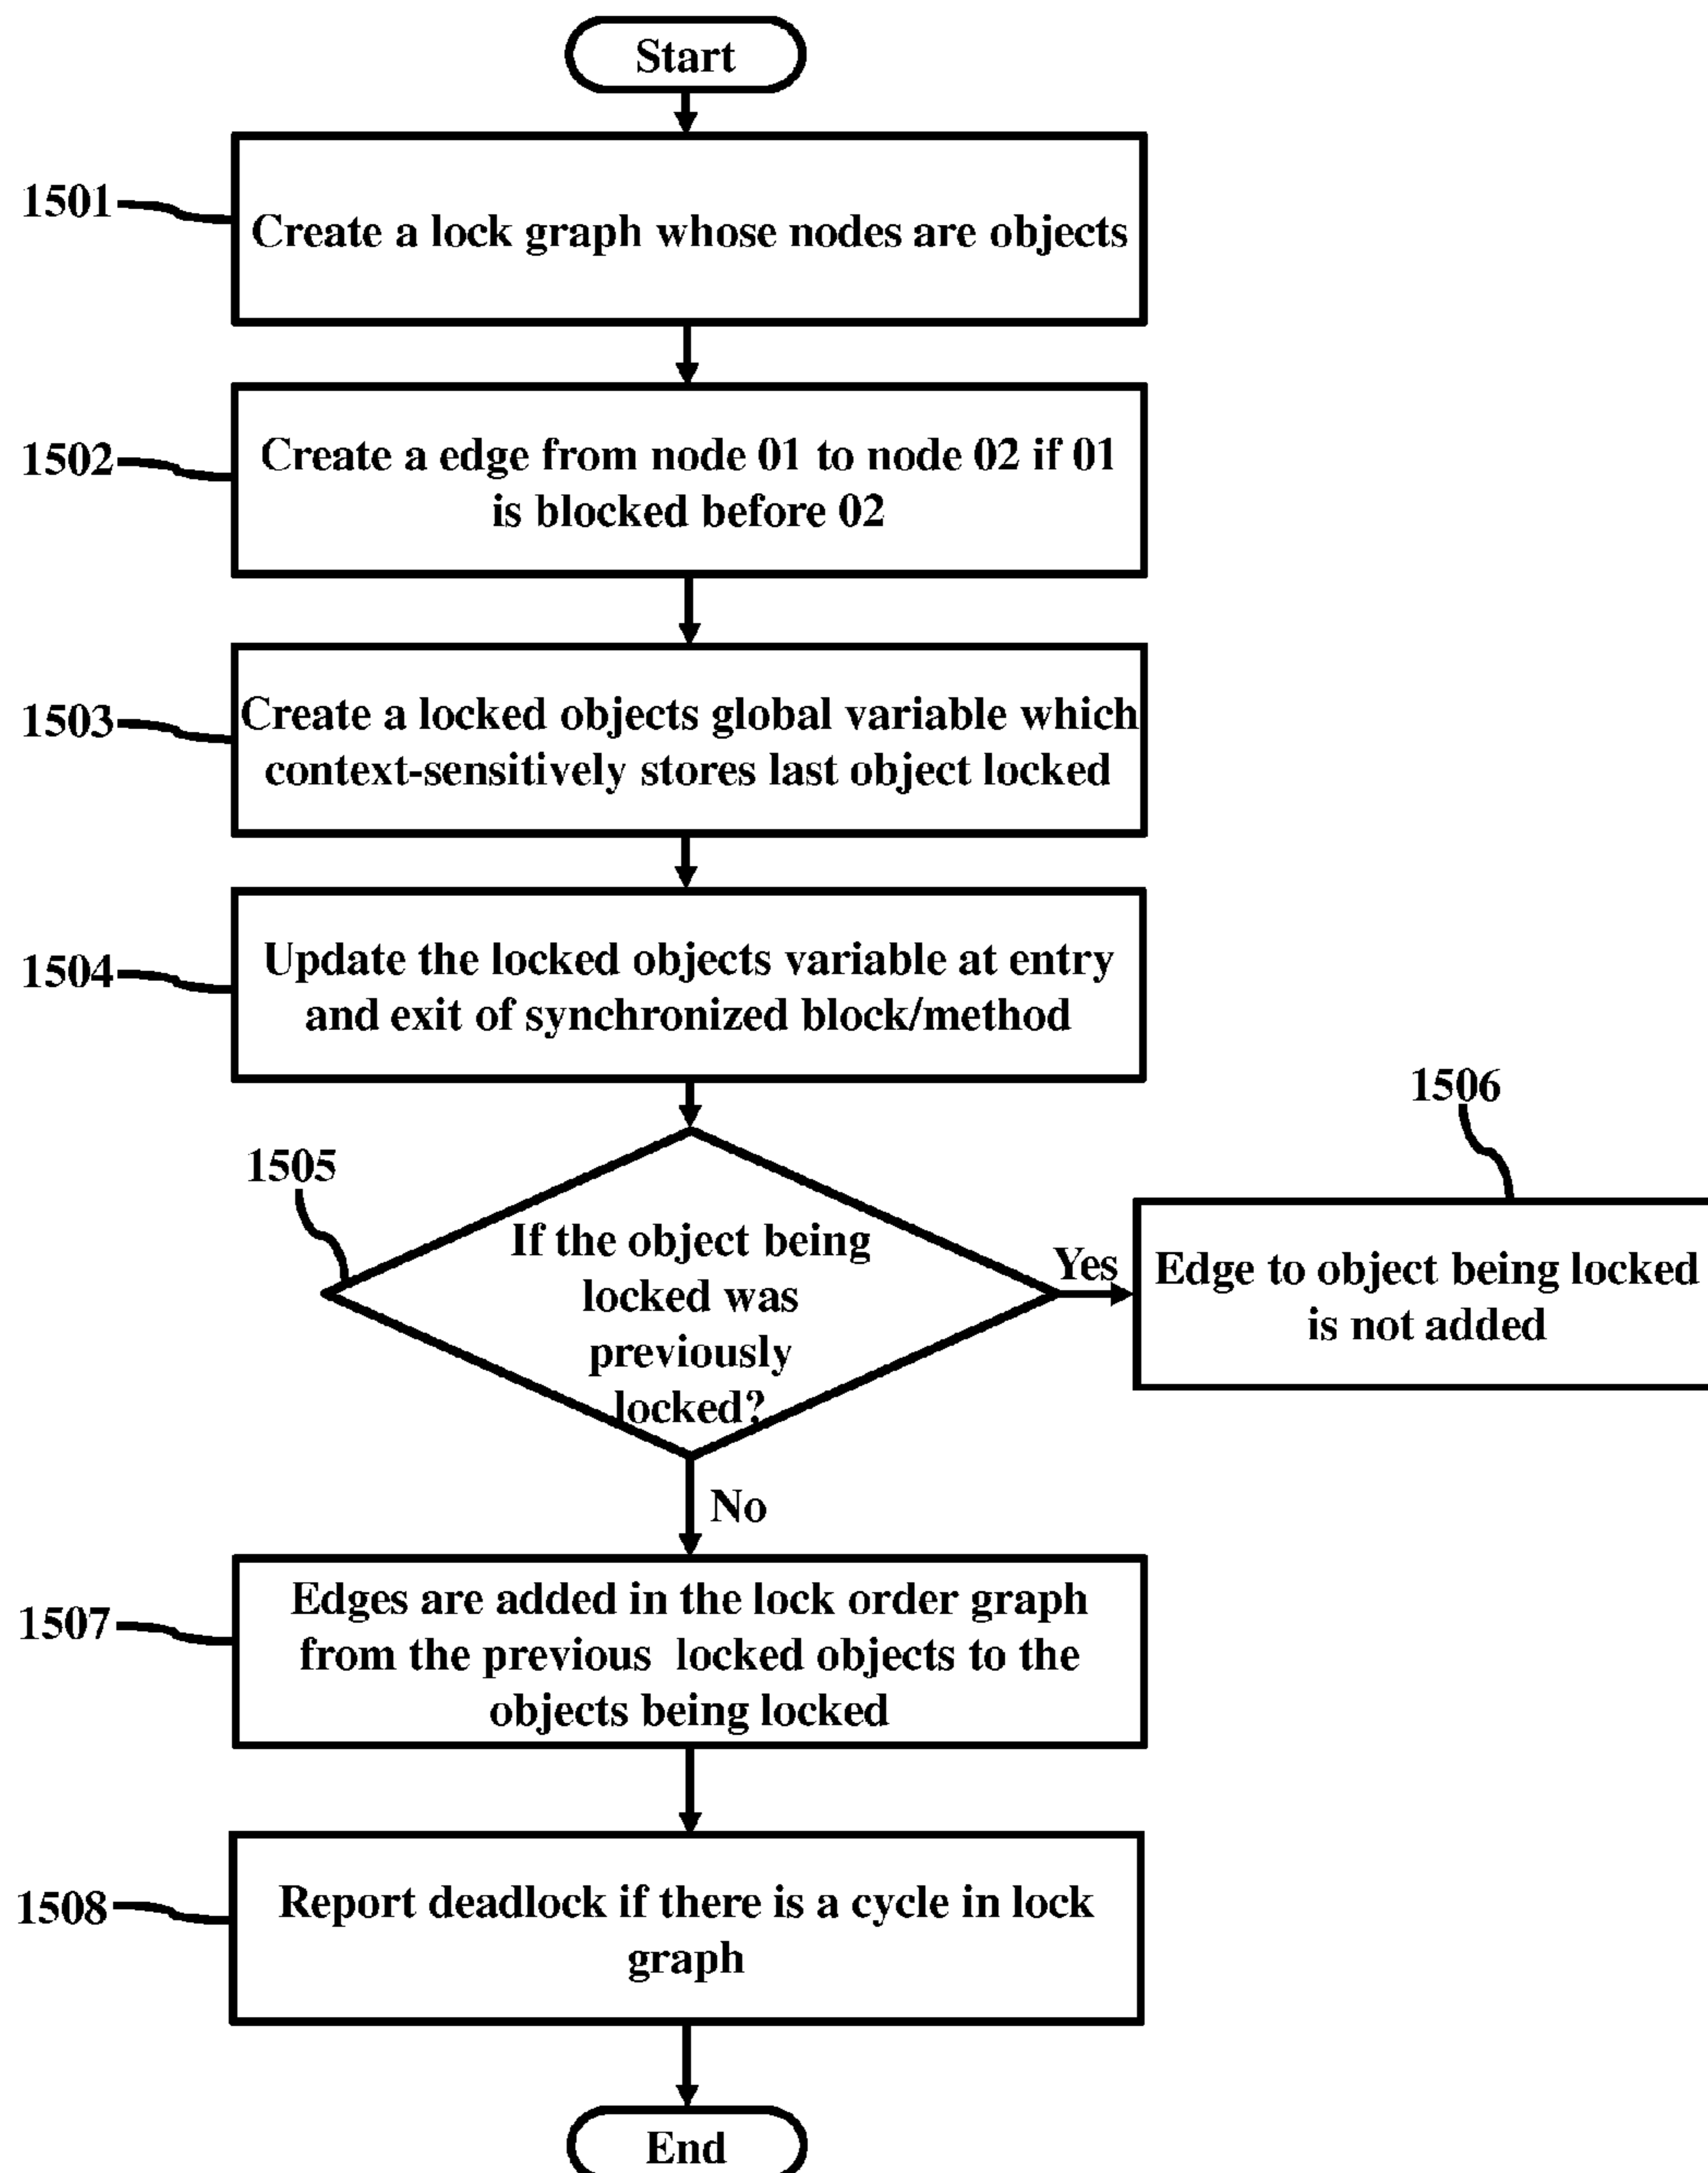 Start
1501
Create a lock graph whose nodes are objects
1502
Create a edge from node 01 to node 02 if 01
is blocked before 02
1503
Create a locked objects global variable which
context-sensitively stores last object locked
1504
Update the locked objects variable at entry
and exit of synchronized block/method
1505
If the object being
locked was
previously
locked?
Yes
1506
Edge to object being locked
is not added
No
1507
Edges are added in the lock order graph
from the previous locked objects to the
objects being locked
1508
Report deadlock if there is a cycle in lock
graph
End